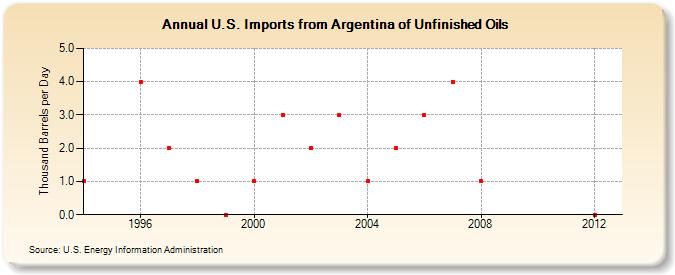 Annual U.S. Imports from Argentina of Unfinished Oils
Thousand Barrels per Day
5.0
4.0
3.0
2.0
1.0
0.0
1996 2000 2004 2008 2012
Source: U.S. Energy Information Administration